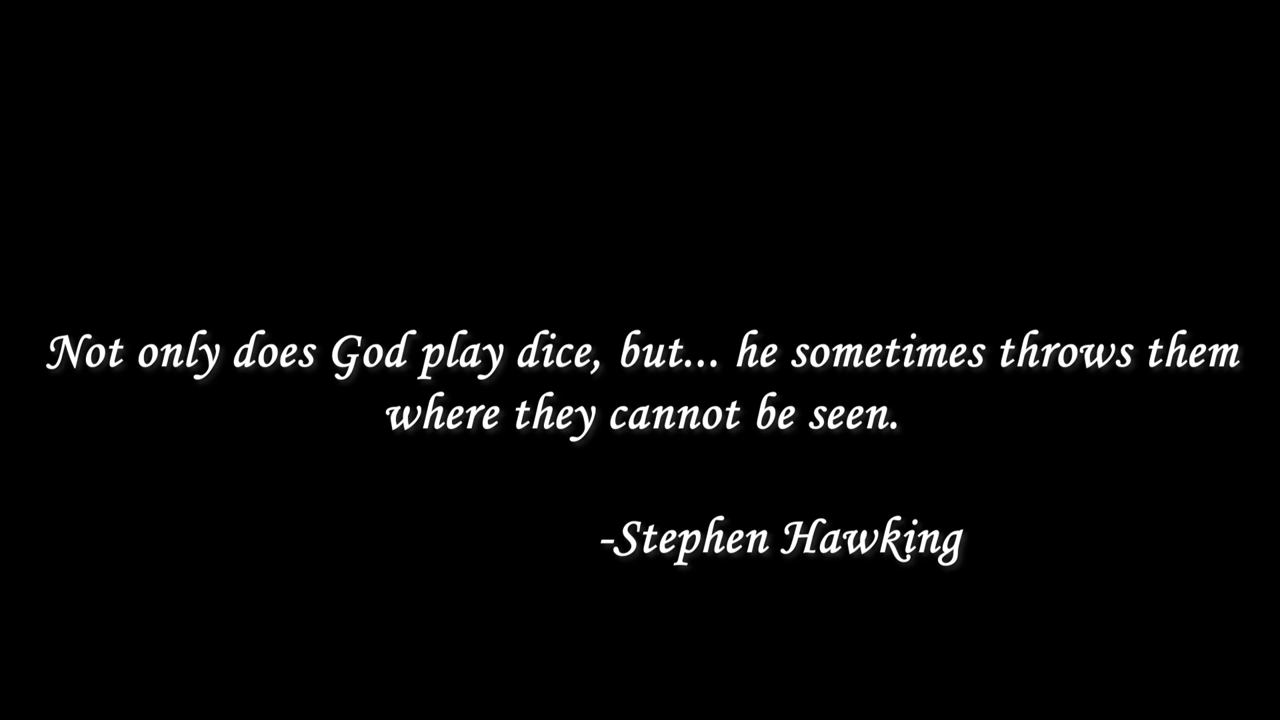 Not only does God play dice, but... he sometimes throws them
where they cannot be seen.
-Stephen Hawking